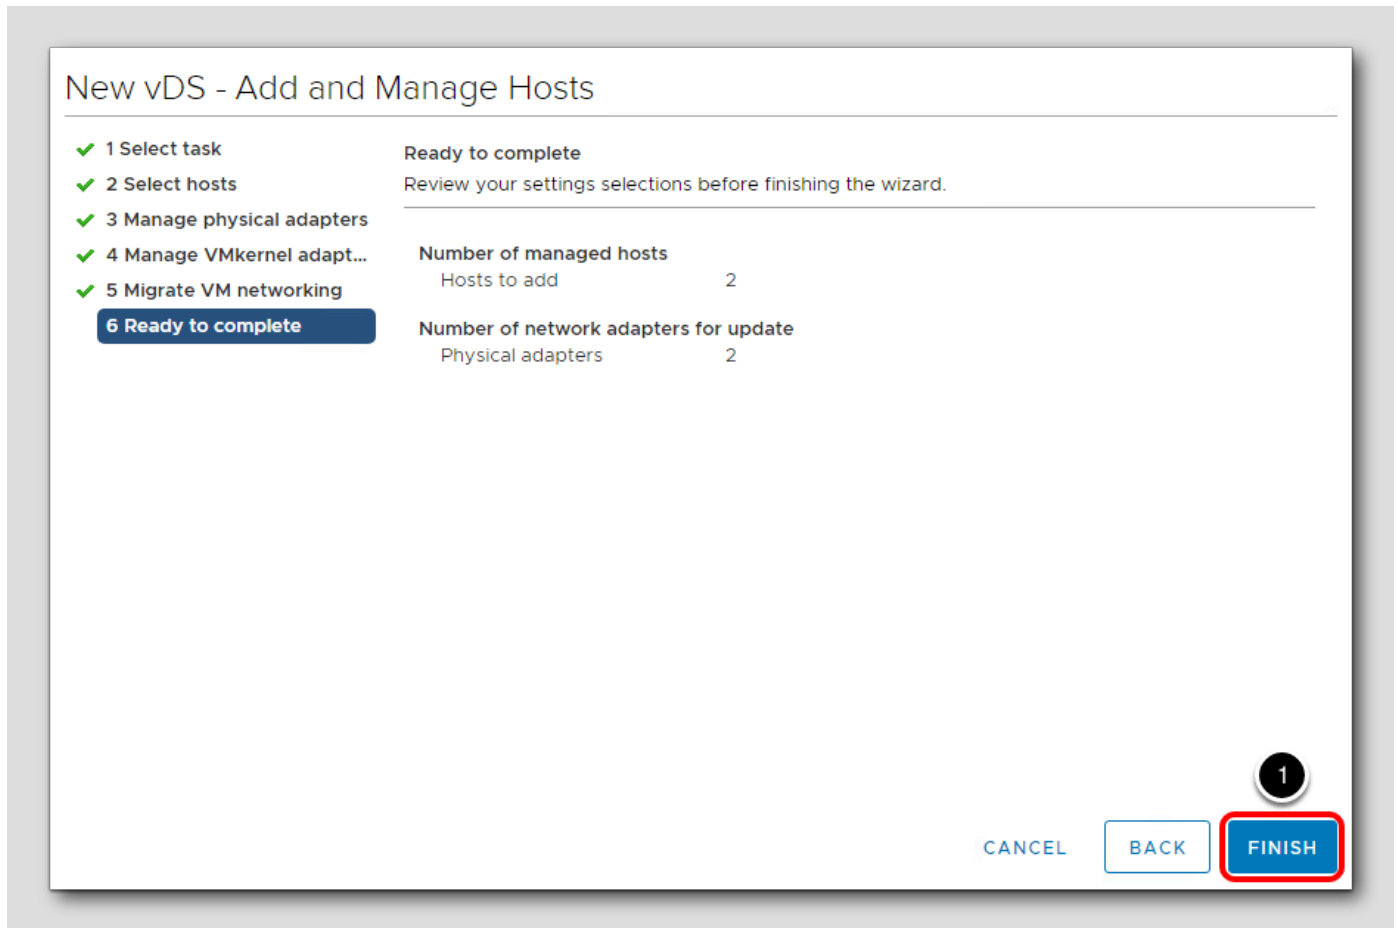 New vDS - Add and Manage Hosts
1 Select task
2 Select hosts
3 Manage physical adapters
4 Manage VMkernel adapt...
5 Migrate VM networking
6 Ready to complete
Ready to complete
Review your settings selections before finishing the wizard.
Number of managed hosts
Hosts to add 2
Number of network adapters for update
Physical adapters 2
1
CANCEL BACK FINISH